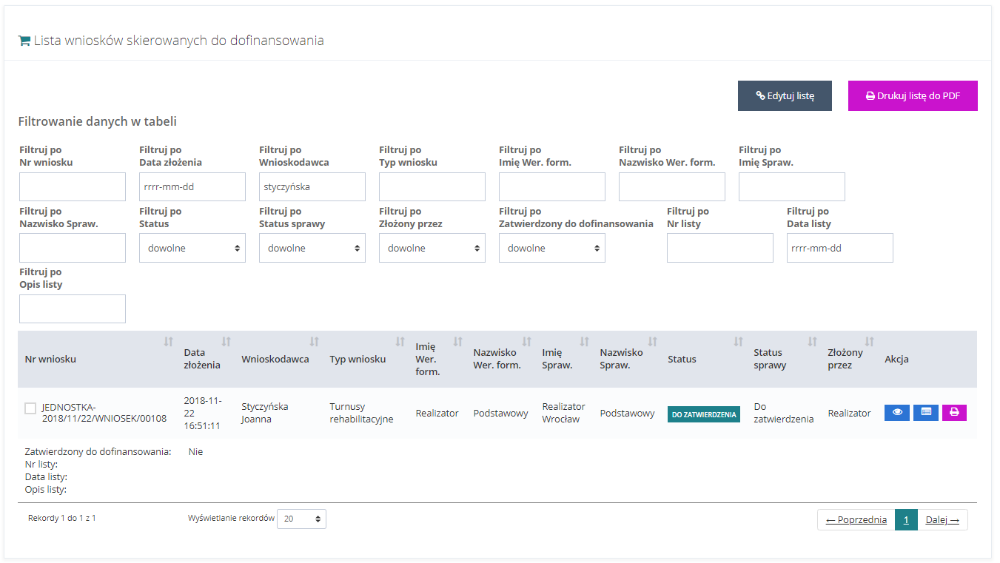 Lista wniosków skierowanych do dofinansowania
Edytuj listę
Drukuj listę do PDF
Filtrowanie danych w tabeli
Filtruj po Nr wniosku
Filtruj po Data złożenia
Filtruj po Wnioskodawca
Filtruj po Typ wniosku
Filtruj po Imię Wer. form.
Filtruj po Nazwisko Wer. form.
Filtruj po Imię Spraw.
rrrr-mm-dd
styczyńska
Filtruj po Nazwisko Spraw.
Filtruj po Status
Filtruj po Status sprawy
Filtruj po Złożony przez
Filtruj po Zatwierdzony do dofinansowania
Filtruj po Nr listy
Filtruj po Data listy
dowolne
dowolne
dowolne
dowolne
rrrr-mm-dd
Filtruj po Opis listy
Nr wniosku
Data złożenia
Wnioskodawca
Typ wniosku
Imię Wer. form.
Nazwisko Wer. form.
Imię Spraw.
Nazwisko Spraw.
Status
Status sprawy
Złożony przez
Akcja
JEDNOSTKA-
2018/11/22/WNIOSEK/00108
2018-11-
22
16:51:11
Styczyńska
Joanna
Turnusy
rehabilitacyjne
Realizator
Podstawowy
Realizator
Wrocław
Podstawowy
DO ZATWIERDZENIA
Do
zatwierdzenia
Realizator
Zatwierdzony do dofinansowania: Nie
Nr listy:
Data listy:
Opis listy:
Rekordy 1 do 1 z 1
Wyświetlanie rekordów 20
← Poprzednia 1 Dalej →